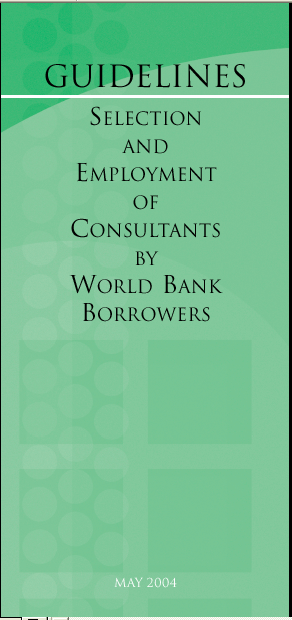 GUIDELINES
SELECTION
AND
EMPLOYMENT
OF
CONSULTANTS
BY
WORLD BANK
BORROWERS
MAY 2004